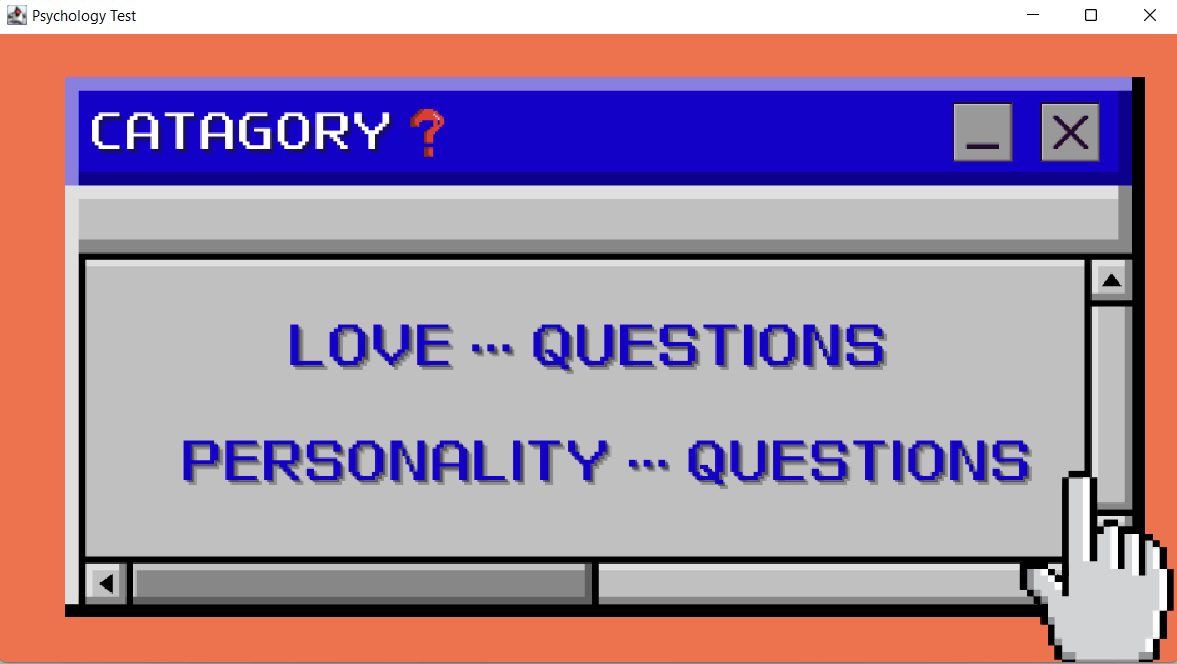 Psychology Test
CATAGORY ?
LOVE ... QUESTIONS
PERSONALITY ... QUESTIONS